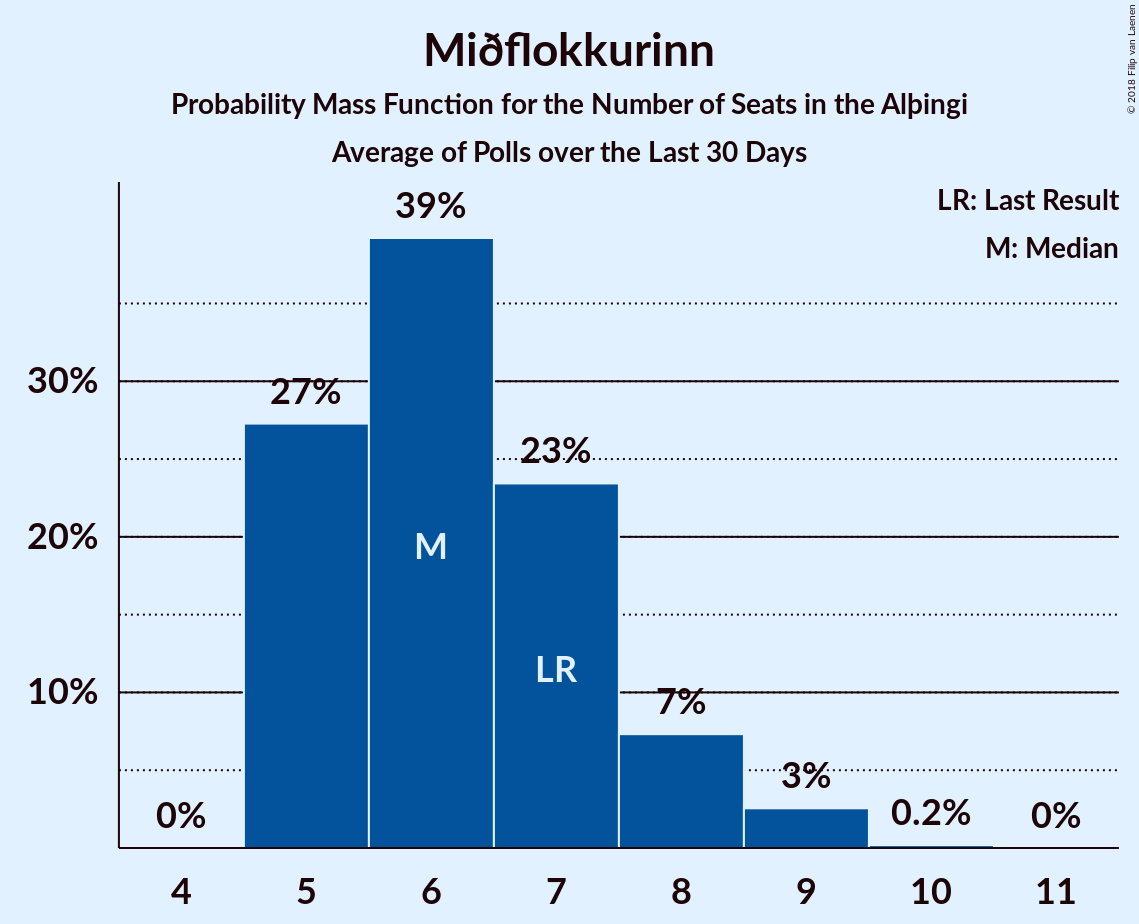 Miðflokkurinn
Probability Mass Function for the Number of Seats in the Alþingi
Average of Polls over the Last 30 Days
© 2018 Filip van Laenen
LR: Last Result
M: Median
39%
30%
27%
23%
20%
M
LR
10%
7%
3%
0%
0.2%
0%
4 5 6 7 8 9 10 11